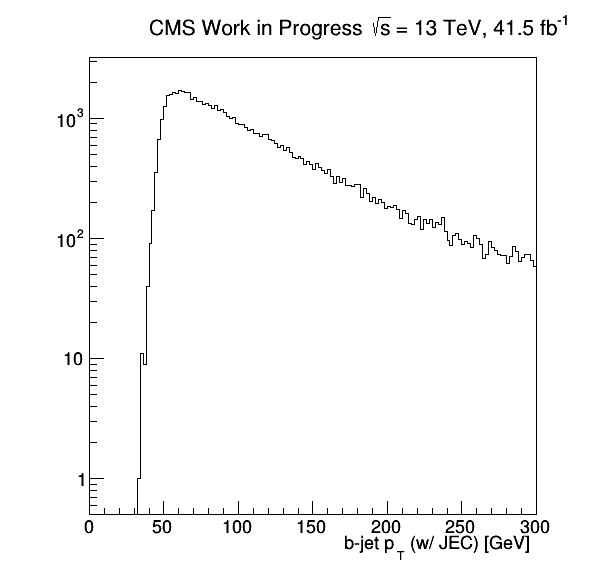 CMS Work in Progress √s = 13 TeV, 41.5 fb⁻¹
10³
10²
10
1
0 50 100 150 200 250 300
b-jet p_T (w/ JEC) [GeV]